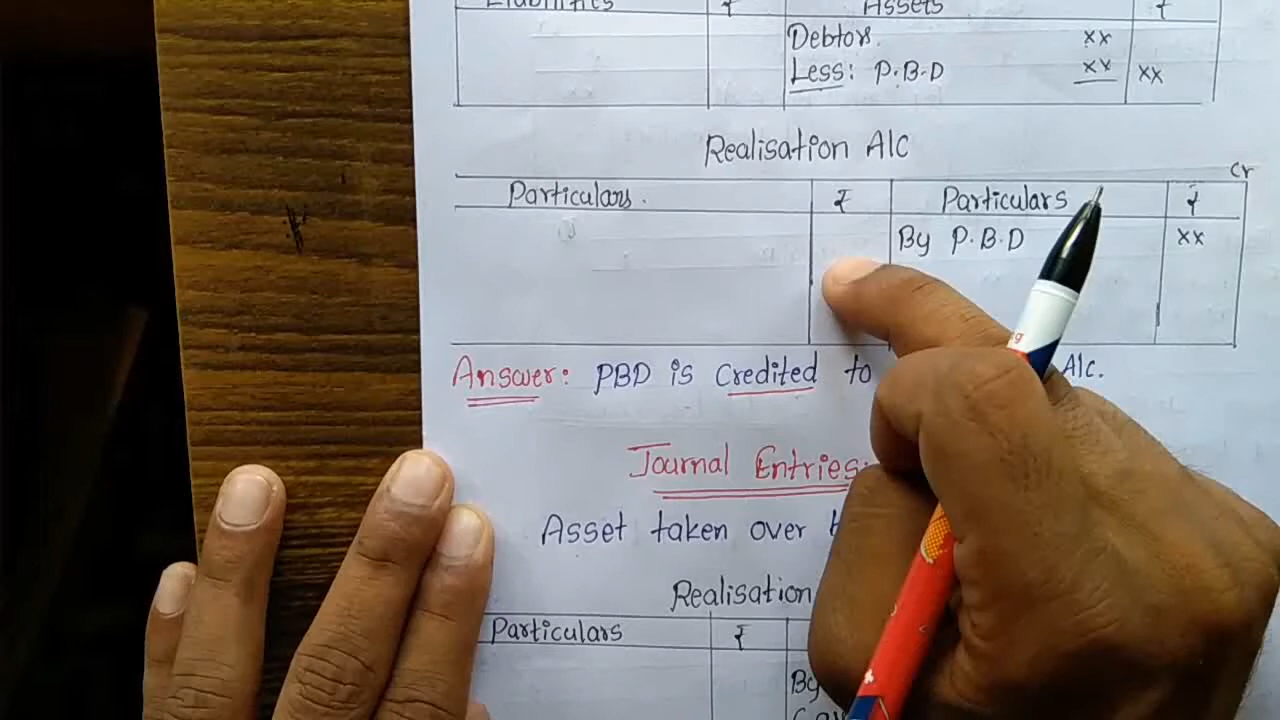 Liabilities ₹ Assets ₹
Debtors. xx
Less: P.B.D xx xx
Realisation A/c
Cr
Particulars. ₹ Particulars ₹
By P.B.D xx
Answer: PBD is credited to A/c.
Journal Entries:
Asset taken over
Realisation
Particulars ₹
By